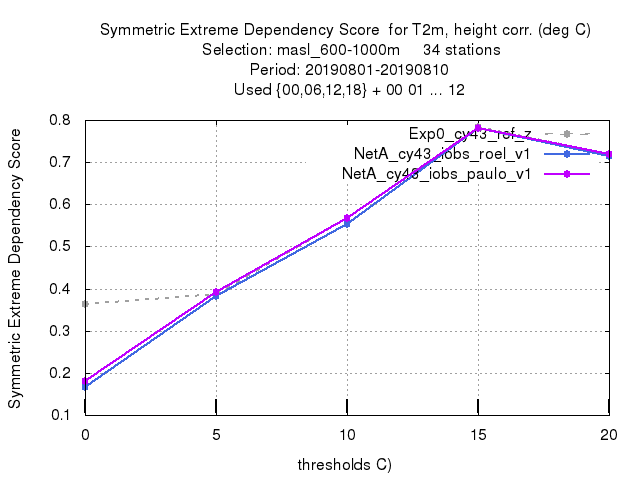 Symmetric Extreme Dependency Score  for T2m, height corr. (deg C)
Selection: masl_600-1000m     34 stations
Period: 20190801-20190810
Used {00,06,12,18} + 00 01 ... 12
Symmetric Extreme Dependency Score
0.8
0.7
0.6
0.5
0.4
0.3
0.2
0.1
Exp0_cy43_ref_z
NetA_cy43_iobs_roel_v1
NetA_cy43_iobs_paulo_v1
0 5 10 15 20
thresholds C)